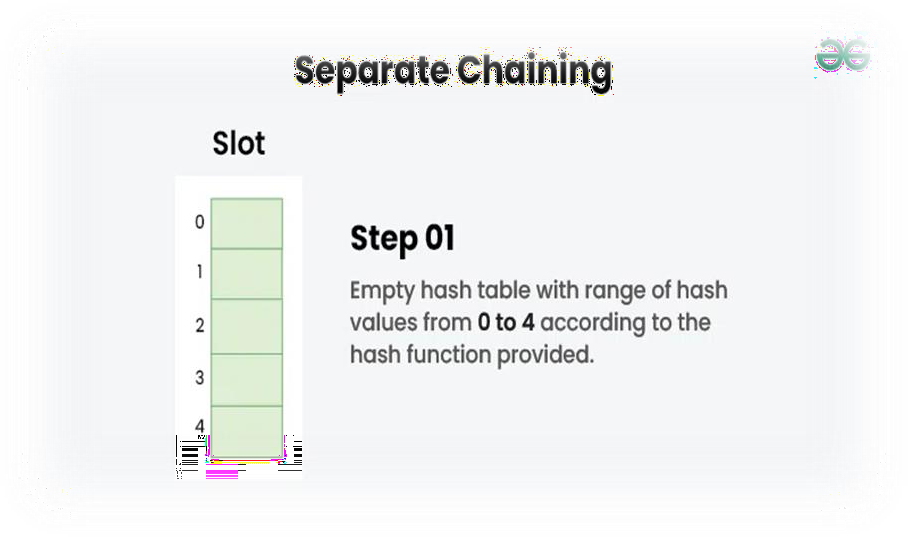 Separate Chaining
Slot
0
1
2
3
4
Step 01
Empty hash table with range of hash
values from 0 to 4 according to the
hash function provided.